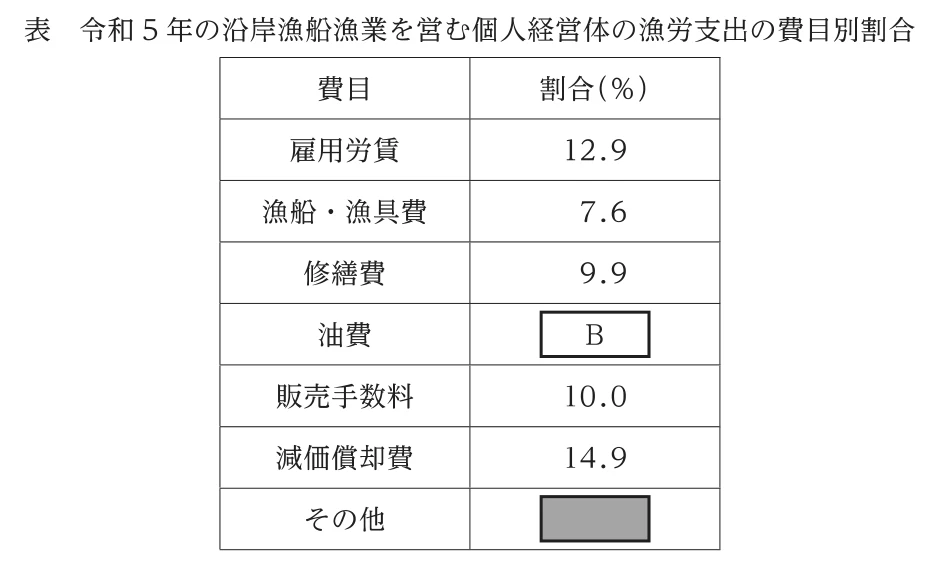 表　令和5年の沿岸漁船漁業を営む個人経営体の漁労支出の費目別割合
費目　割合(％)
雇用労賃　12.9
漁船・漁具費　7.6
修繕費　9.9
油費　B
販売手数料　10.0
減価償却費　14.9
その他